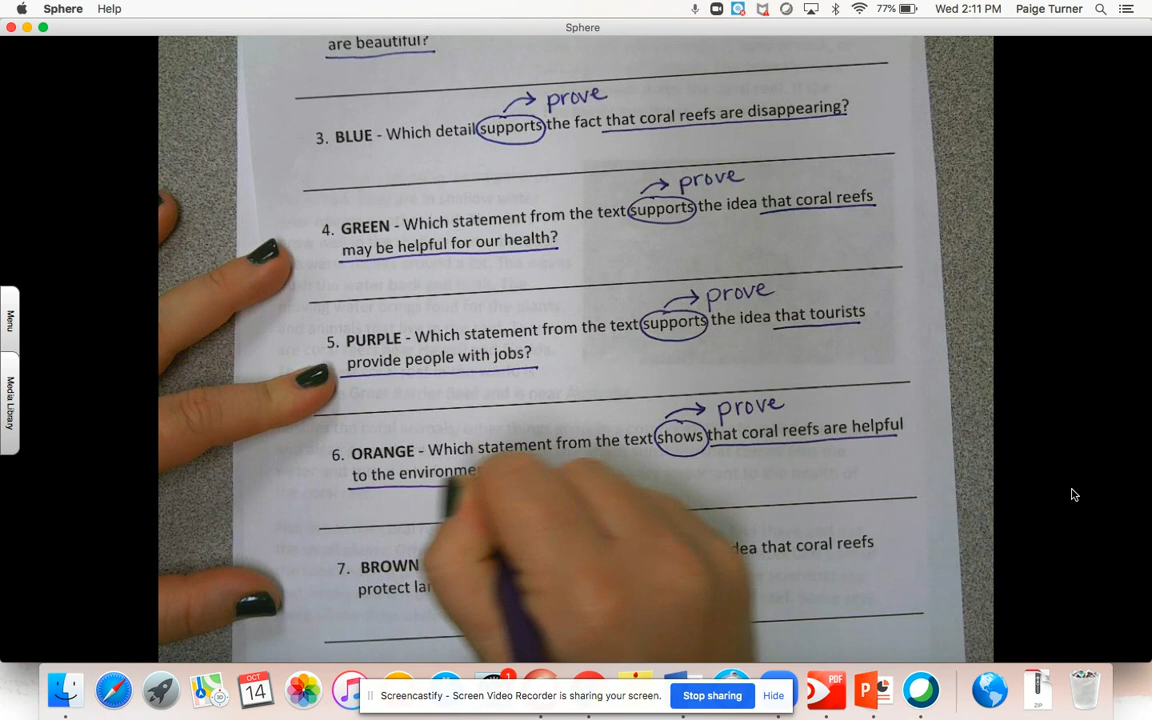 Sphere Help 77% Wed 2:11 PM Paige Turner
Sphere
are beautiful?
prove
3. BLUE - Which detail supports the fact that coral reefs are disappearing?
prove
4. GREEN - Which statement from the text supports the idea that coral reefs
may be helpful for our health?
prove
5. PURPLE - Which statement from the text supports the idea that tourists
provide people with jobs?
prove
6. ORANGE - Which statement from the text shows that coral reefs are helpful
to the environme
7. BROWN dea that coral reefs
protect lan
Menu
Media Library
OCT
14
1
PDF
ZIP
Screencastify - Screen Video Recorder is sharing your screen.
Stop sharing
Hide